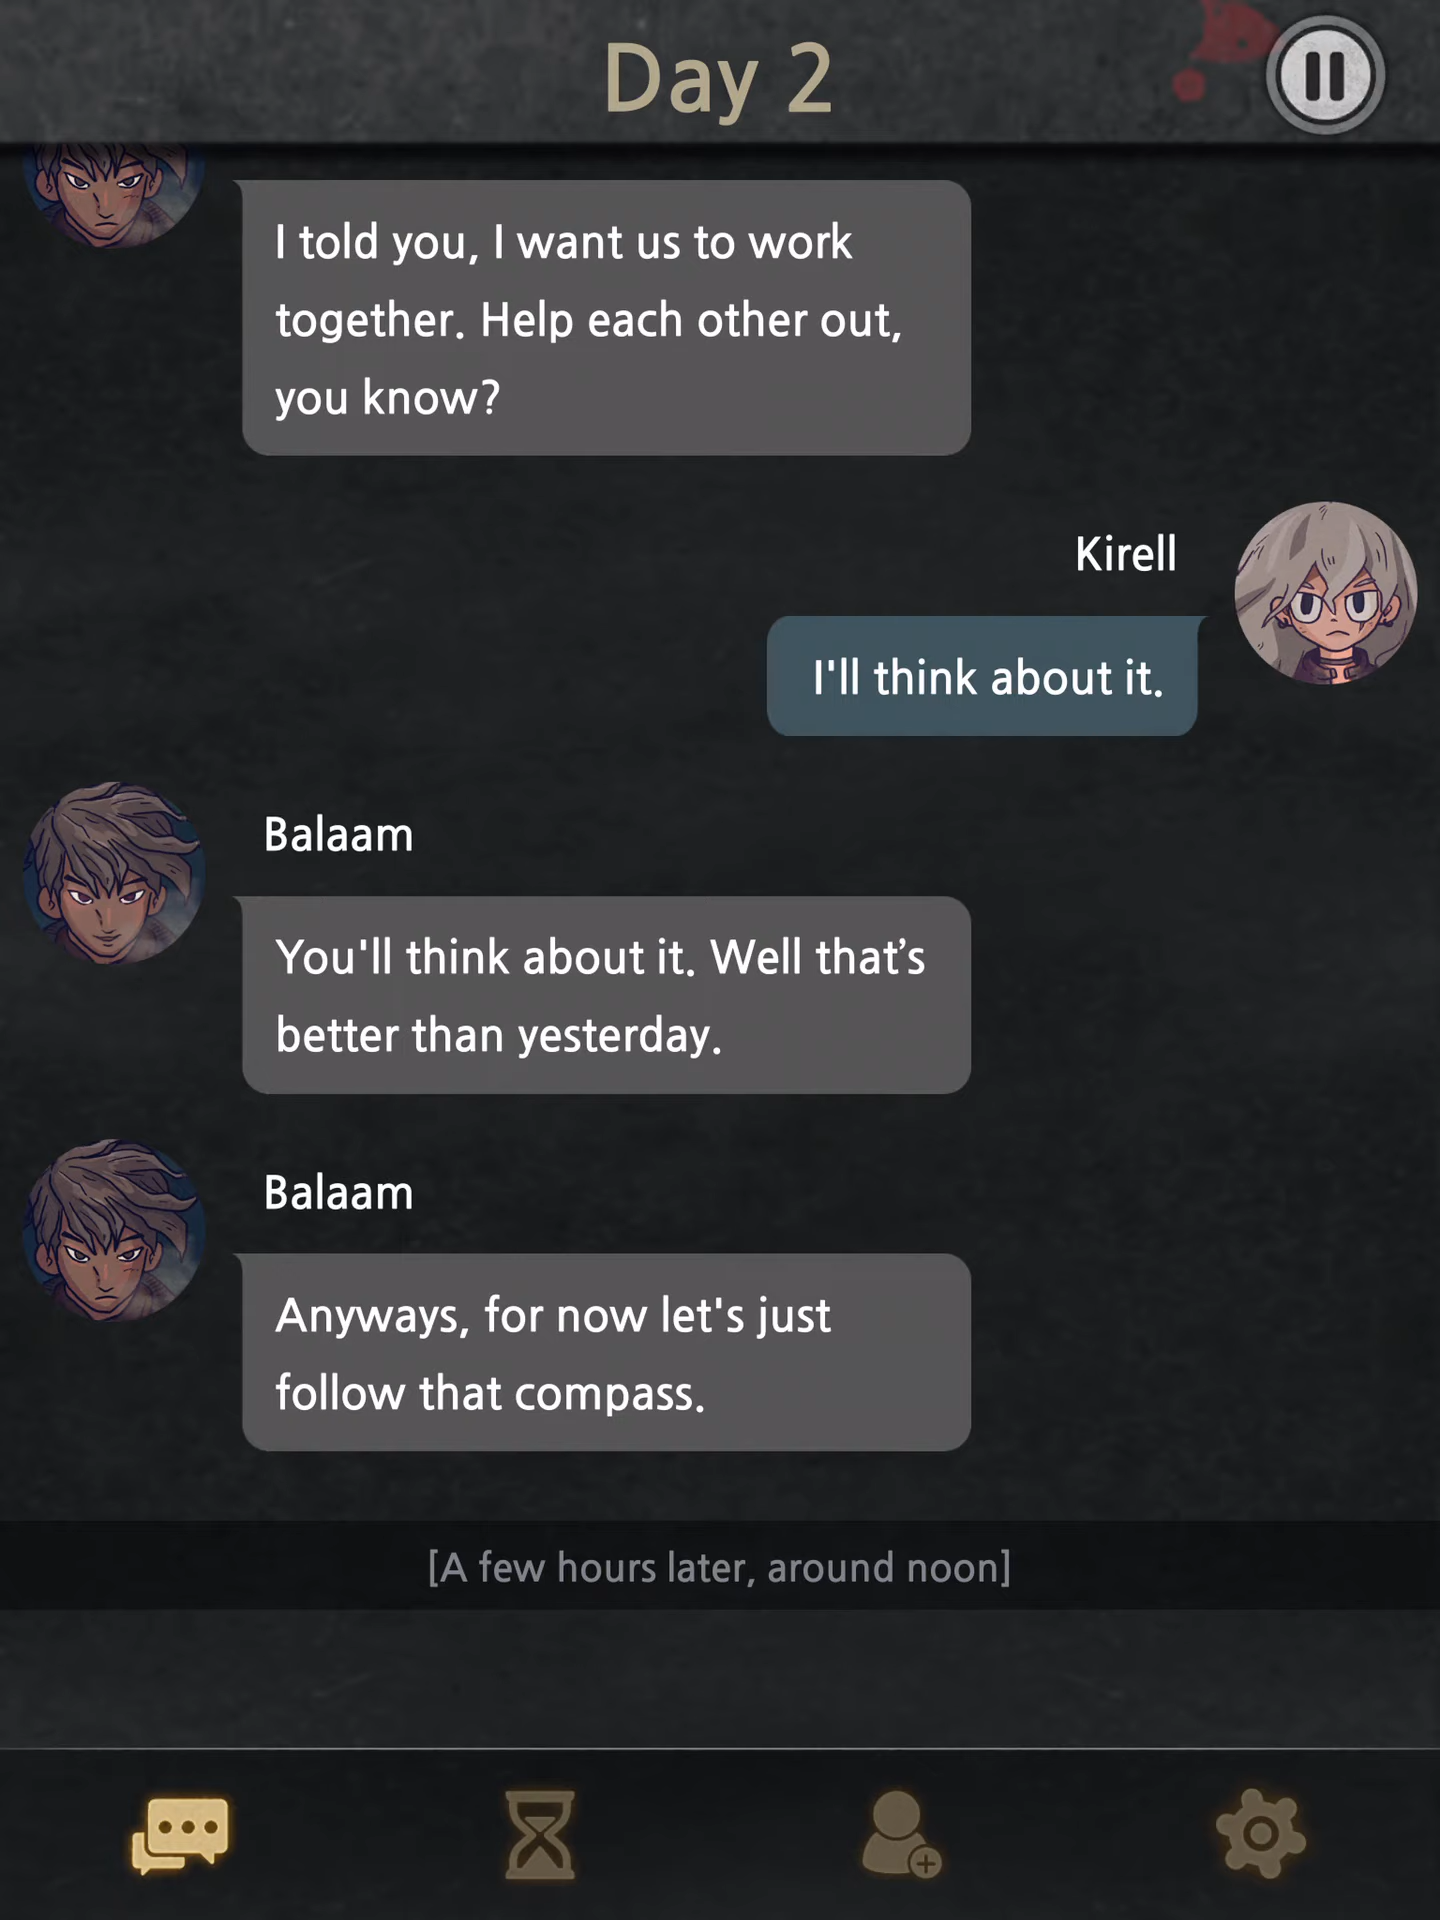 Day 2
I told you, I want us to work
together. Help each other out,
you know?
Kirell
I'll think about it.
Balaam
You'll think about it. Well that’s
better than yesterday.
Balaam
Anyways, for now let's just
follow that compass.
[A few hours later, around noon]